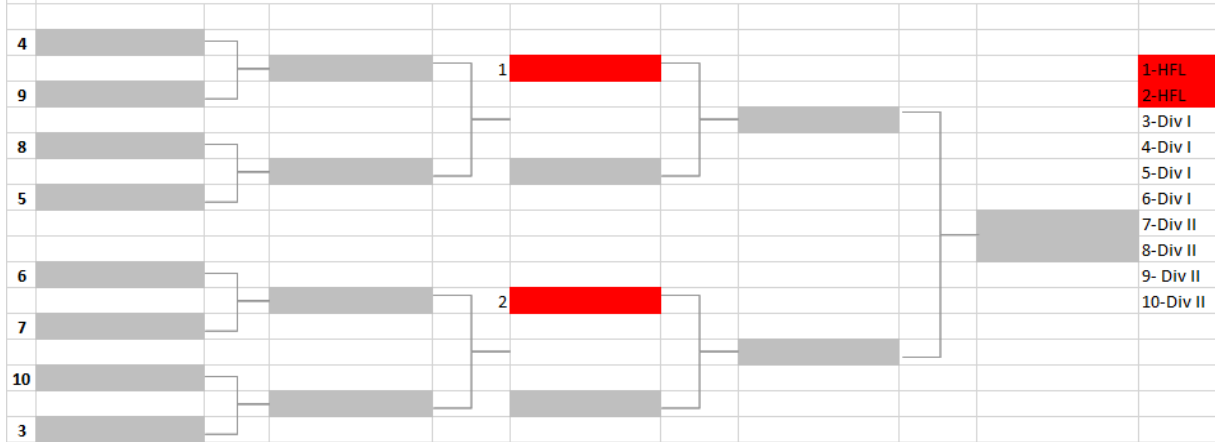 4
1
1-HFL
9
2-HFL
3-Div I
8
4-Div I
5-Div I
5
6-Div I
7-Div II
8-Div II
6
9- Div II
2
10-Div II
7
10
3